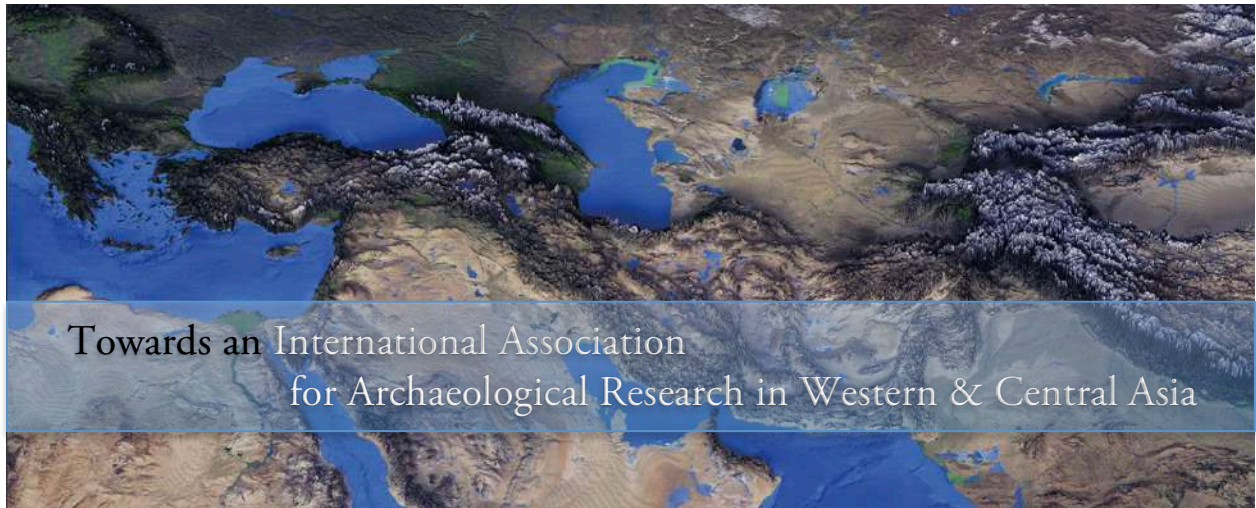 Towards an International Association
for Archaeological Research in Western & Central Asia